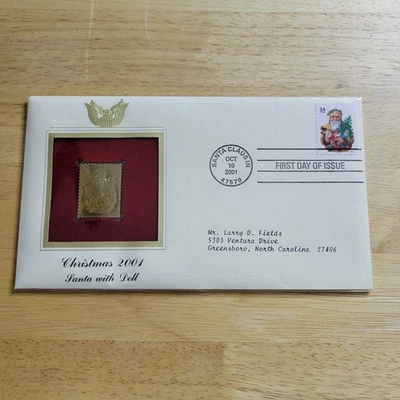 34
SANTA CLAUS IN
OCT
10
2001
47579
FIRST DAY OF ISSUE
Mr. Larry D. Fields
5303 Ventura Drive
Greensboro, North Carolina 27406
Christmas 2001
Santa with Doll